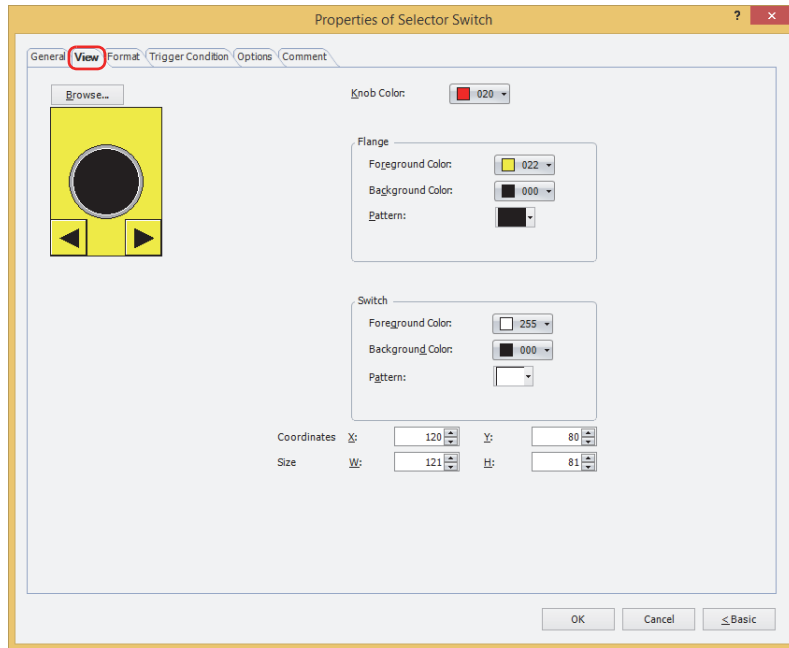 Properties of Selector Switch
?
General View Format Trigger Condition Options Comment
Browse...
Knob Color: 020
Flange
Foreground Color: 022
Background Color: 000
Pattern:
Switch
Foreground Color: 255
Background Color: 000
Pattern:
Coordinates X: 120 Y: 80
Size W: 121 H: 81
OK Cancel < Basic